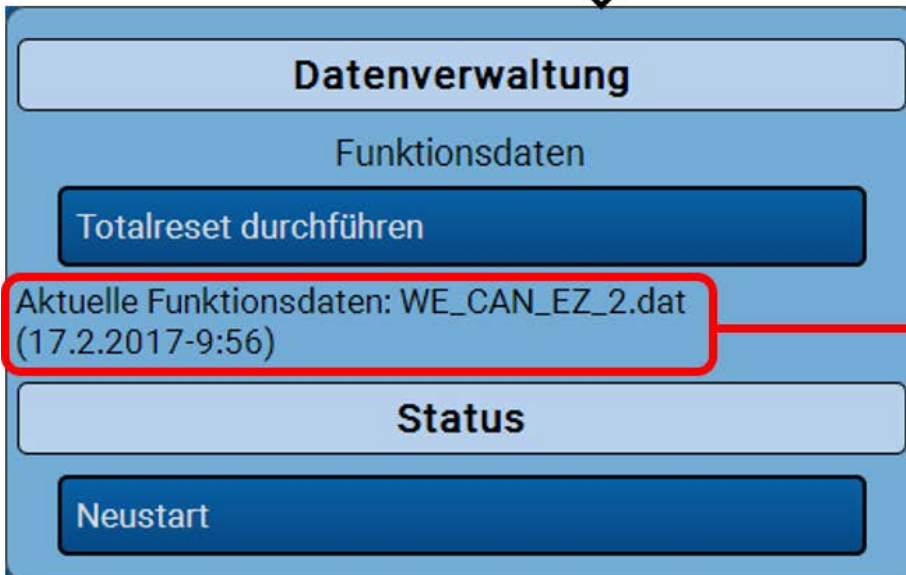 Datenverwaltung
Funktionsdaten
Totalreset durchführen
Aktuelle Funktionsdaten: WE_CAN_EZ_2.dat
(17.2.2017-9:56)
Status
Neustart